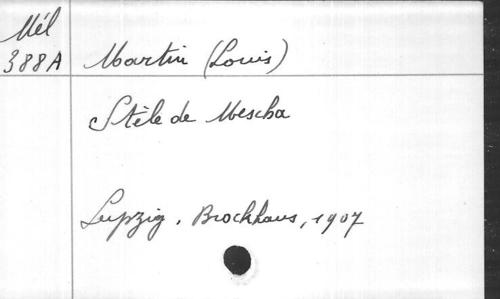 Mél
388A Martin (Louis)
Stèle de Mescha
Leipzig. Brockhaus, 1907